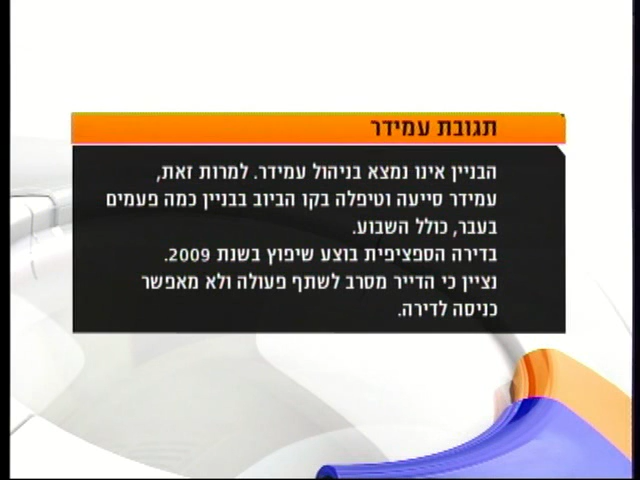 תגובת עמידר
הבניין אינו נמצא בניהול עמידר. למרות זאת,
עמידר סייעה וטיפלה בקו הביוב בבניין כמה פעמים
בעבר, כולל השבוע.
בדירה הספציפית בוצע שיפוץ בשנת 2009.
נציין כי הדייר מסרב לשתף פעולה ולא מאפשר
כניסה לדירה.